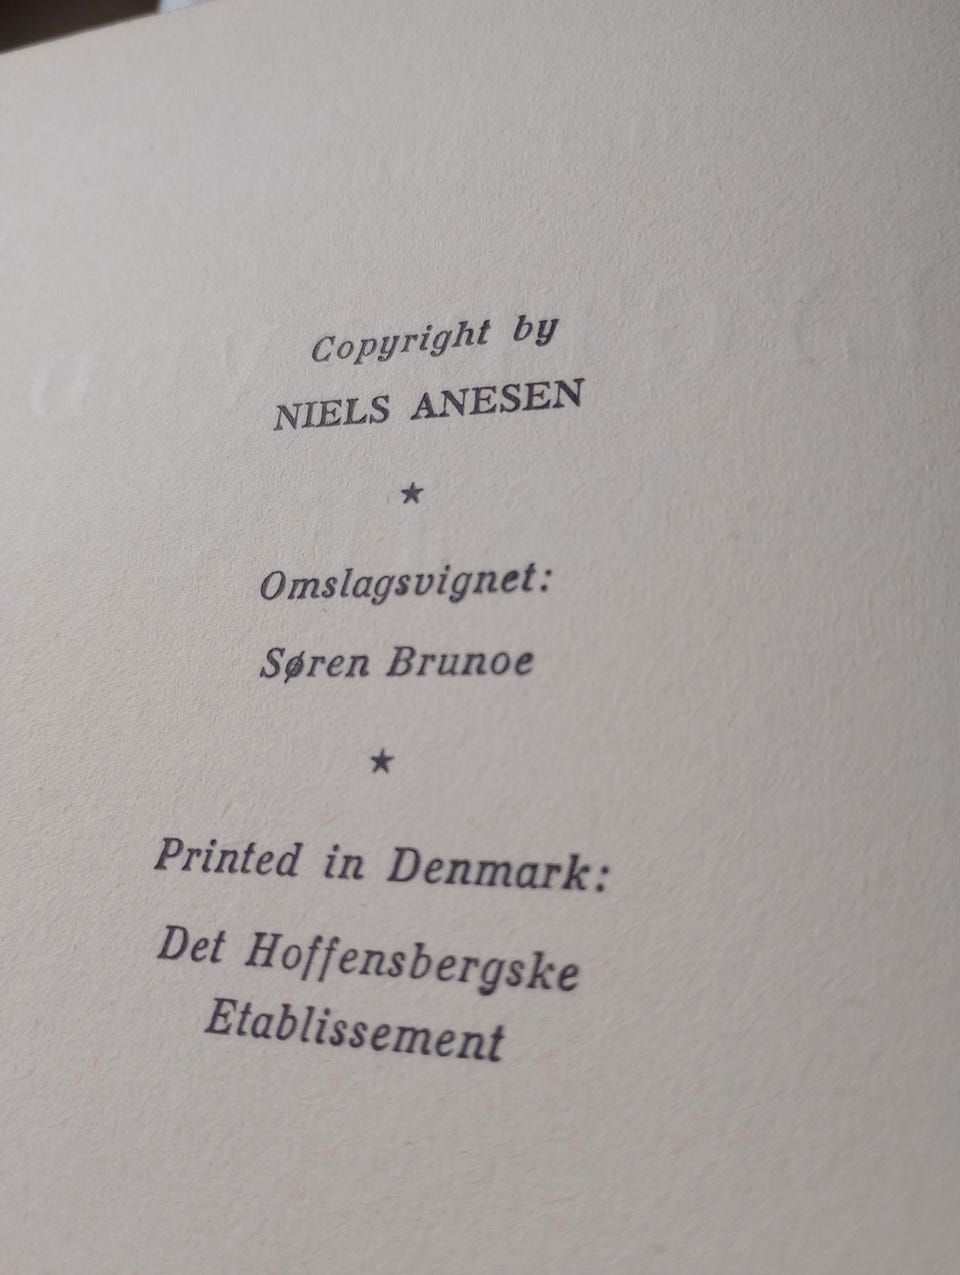 Copyright by
NIELS ANESEN
★
Omslagsvignet:
Søren Brunoe
★
Printed in Denmark:
Det Hoffensbergske
Etablissement